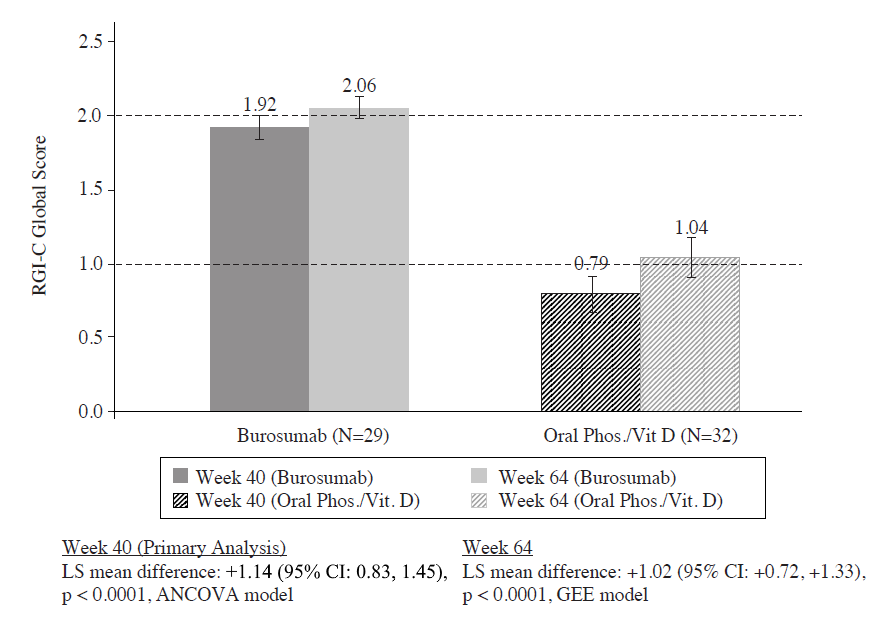 2.5
2.0
1.5
1.0
0.5
0.0
RGI-C Global Score
1.92
2.06
0.79
1.04
Burosumab (N=29)
Oral Phos./Vit D (N=32)
Week 40 (Burosumab)
Week 64 (Burosumab)
Week 40 (Oral Phos./Vit. D)
Week 64 (Oral Phos./Vit. D)
Week 40 (Primary Analysis)
LS mean difference: +1.14 (95% CI: 0.83, 1.45),
p < 0.0001, ANCOVA model
Week 64
LS mean difference: +1.02 (95% CI: +0.72, +1.33),
p < 0.0001, GEE model